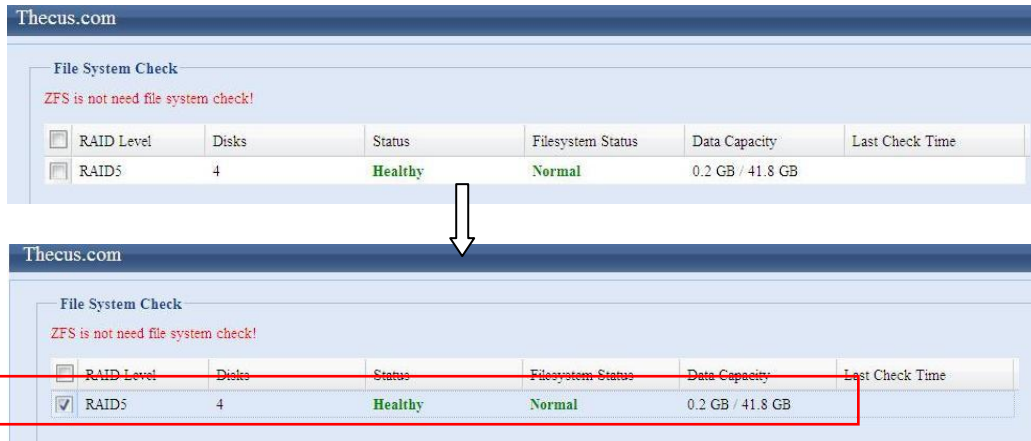 Thecus.com
File System Check
ZFS is not need file system check!
RAID Level Disks Status Filesystem Status Data Capacity Last Check Time
RAID5 4 Healthy Normal 0.2 GB / 41.8 GB
Thecus.com
File System Check
ZFS is not need file system check!
RAID Level Disks Status Filesystem Status Data Capacity Last Check Time
RAID5 4 Healthy Normal 0.2 GB / 41.8 GB